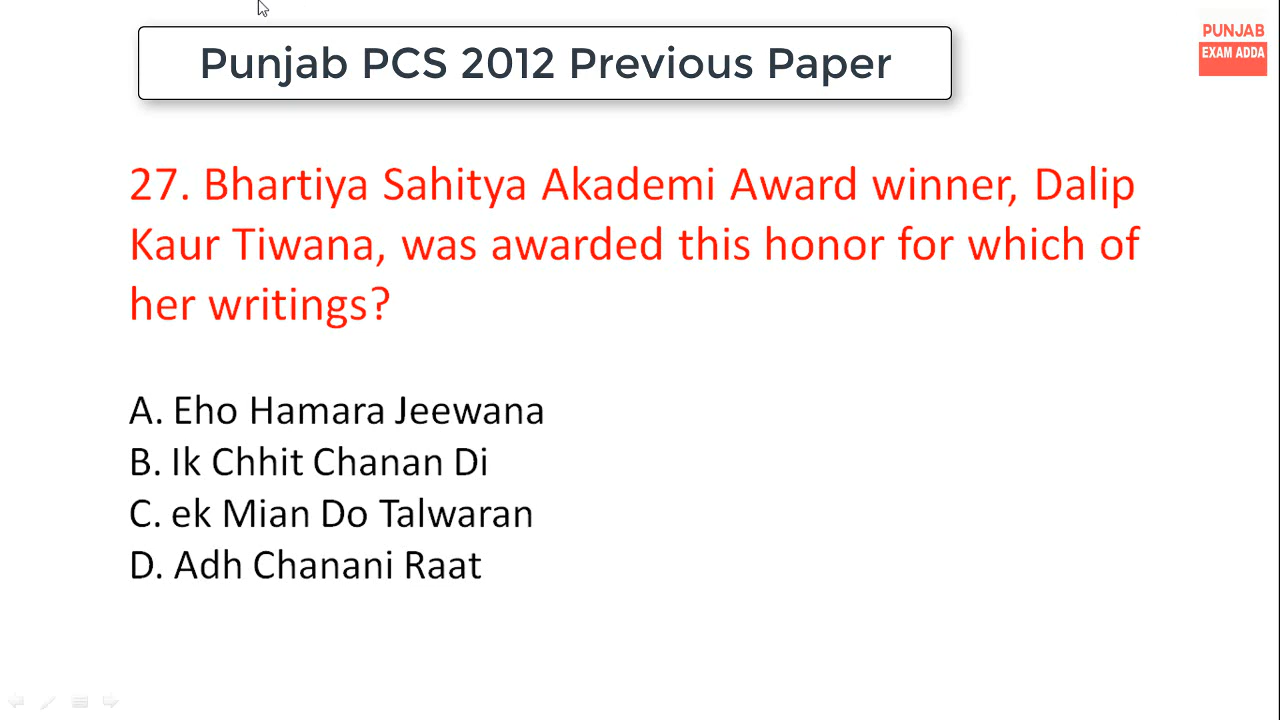 Punjab PCS 2012 Previous Paper
PUNJAB
EXAM ADDA
27. Bhartiya Sahitya Akademi Award winner, Dalip
Kaur Tiwana, was awarded this honor for which of
her writings?
A. Eho Hamara Jeewana
B. Ik Chhit Chanan Di
C. ek Mian Do Talwaran
D. Adh Chanani Raat